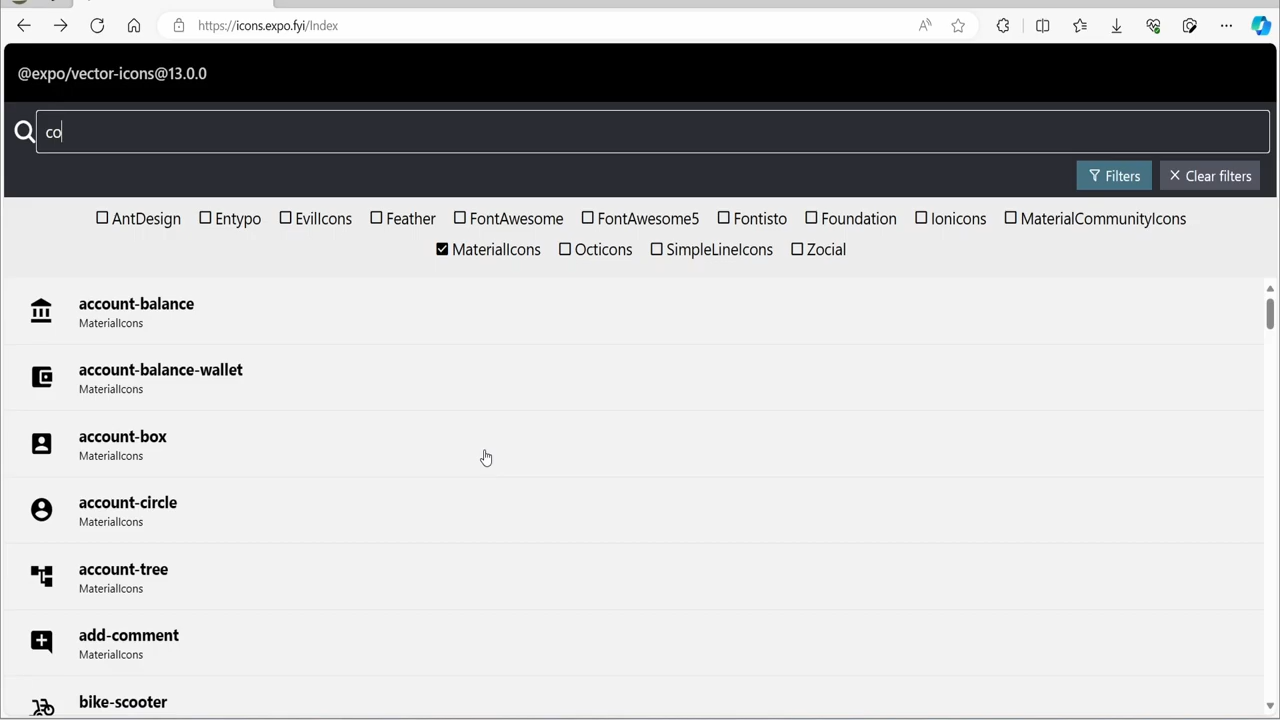 https://icons.expo.fyi/Index
@expo/vector-icons@13.0.0
co
Filters
Clear filters
AntDesign Entypo EvilIcons Feather FontAwesome FontAwesome5 Fontisto Foundation Ionicons MaterialCommunityIcons
MaterialIcons Octicons SimpleLineIcons Zocial
account-balance
MaterialIcons
account-balance-wallet
MaterialIcons
account-box
MaterialIcons
account-circle
MaterialIcons
account-tree
MaterialIcons
add-comment
MaterialIcons
bike-scooter